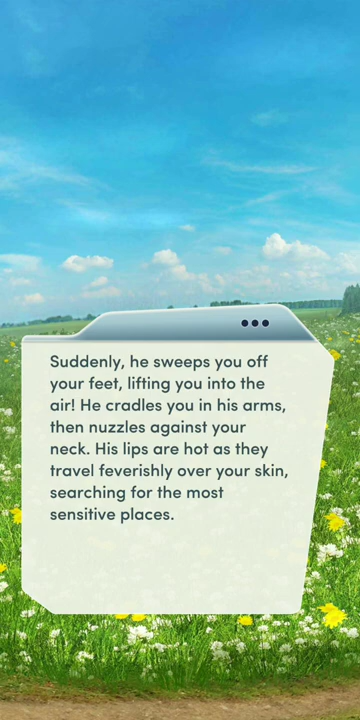 Suddenly, he sweeps you off
your feet, lifting you into the
air! He cradles you in his arms,
then nuzzles against your
neck. His lips are hot as they
travel feverishly over your skin,
searching for the most
sensitive places.